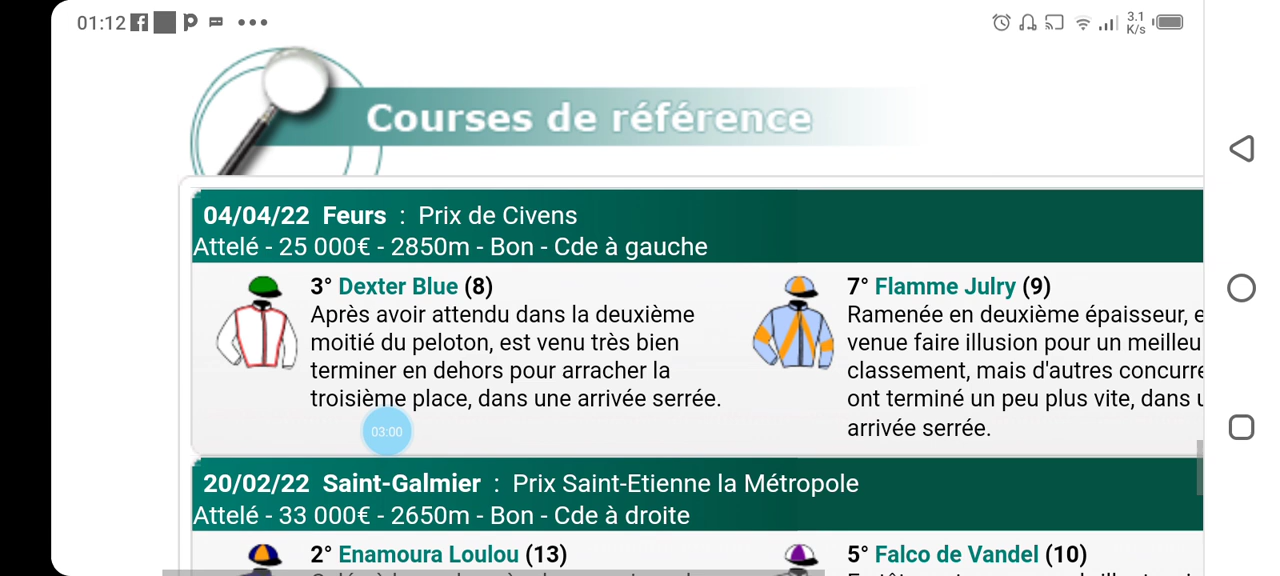 01:12
3.1
K/s
Courses de référence
04/04/22 Feurs : Prix de Civens
Attelé - 25 000€ - 2850m - Bon - Cde à gauche
3° Dexter Blue (8)
Après avoir attendu dans la deuxième
moitié du peloton, est venu très bien
terminer en dehors pour arracher la
troisième place, dans une arrivée serrée.
7° Flamme Julry (9)
Ramenée en deuxième épaisseur, e
venue faire illusion pour un meilleu
classement, mais d'autres concurre
ont terminé un peu plus vite, dans u
arrivée serrée.
03:00
20/02/22 Saint-Galmier : Prix Saint-Etienne la Métropole
Attelé - 33 000€ - 2650m - Bon - Cde à droite
2° Enamoura Loulou (13)
5° Falco de Vandel (10)